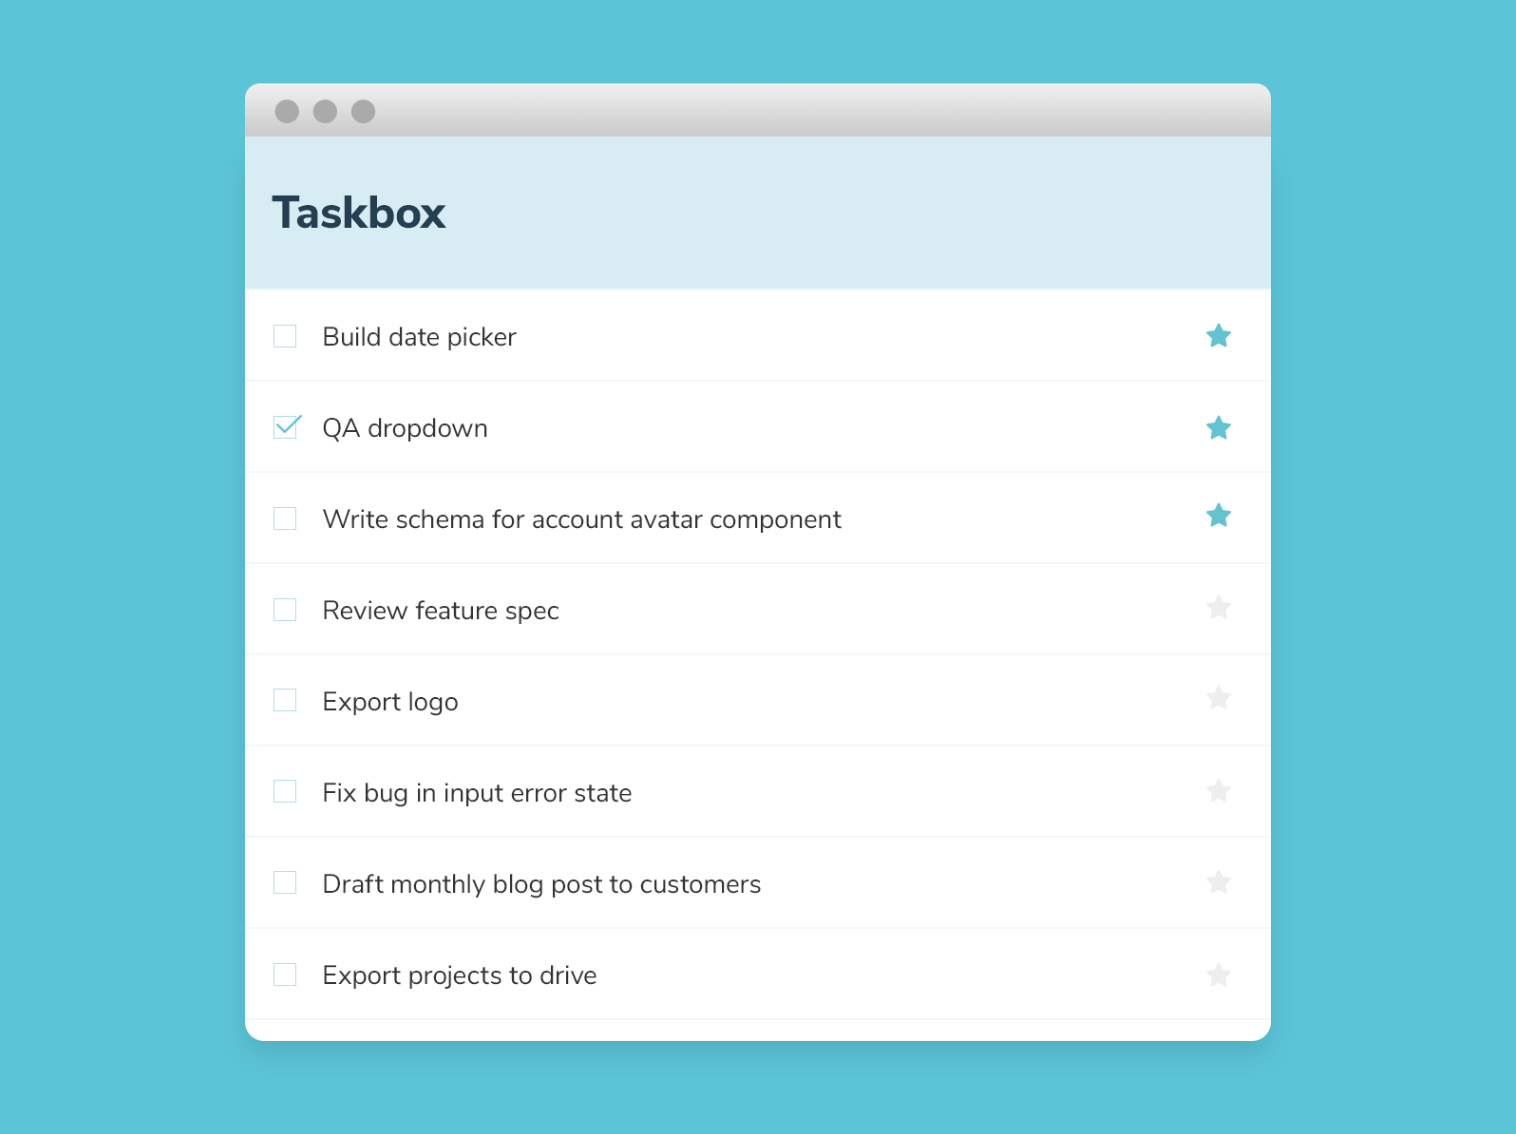 Taskbox
Build date picker
QA dropdown
Write schema for account avatar component
Review feature spec
Export logo
Fix bug in input error state
Draft monthly blog post to customers
Export projects to drive